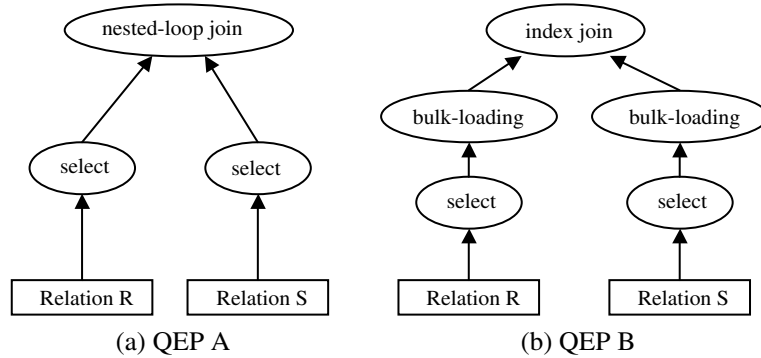 nested-loop join
index join
bulk-loading
bulk-loading
select
select
select
select
Relation R
Relation S
Relation R
Relation S
(a) QEP A
(b) QEP B